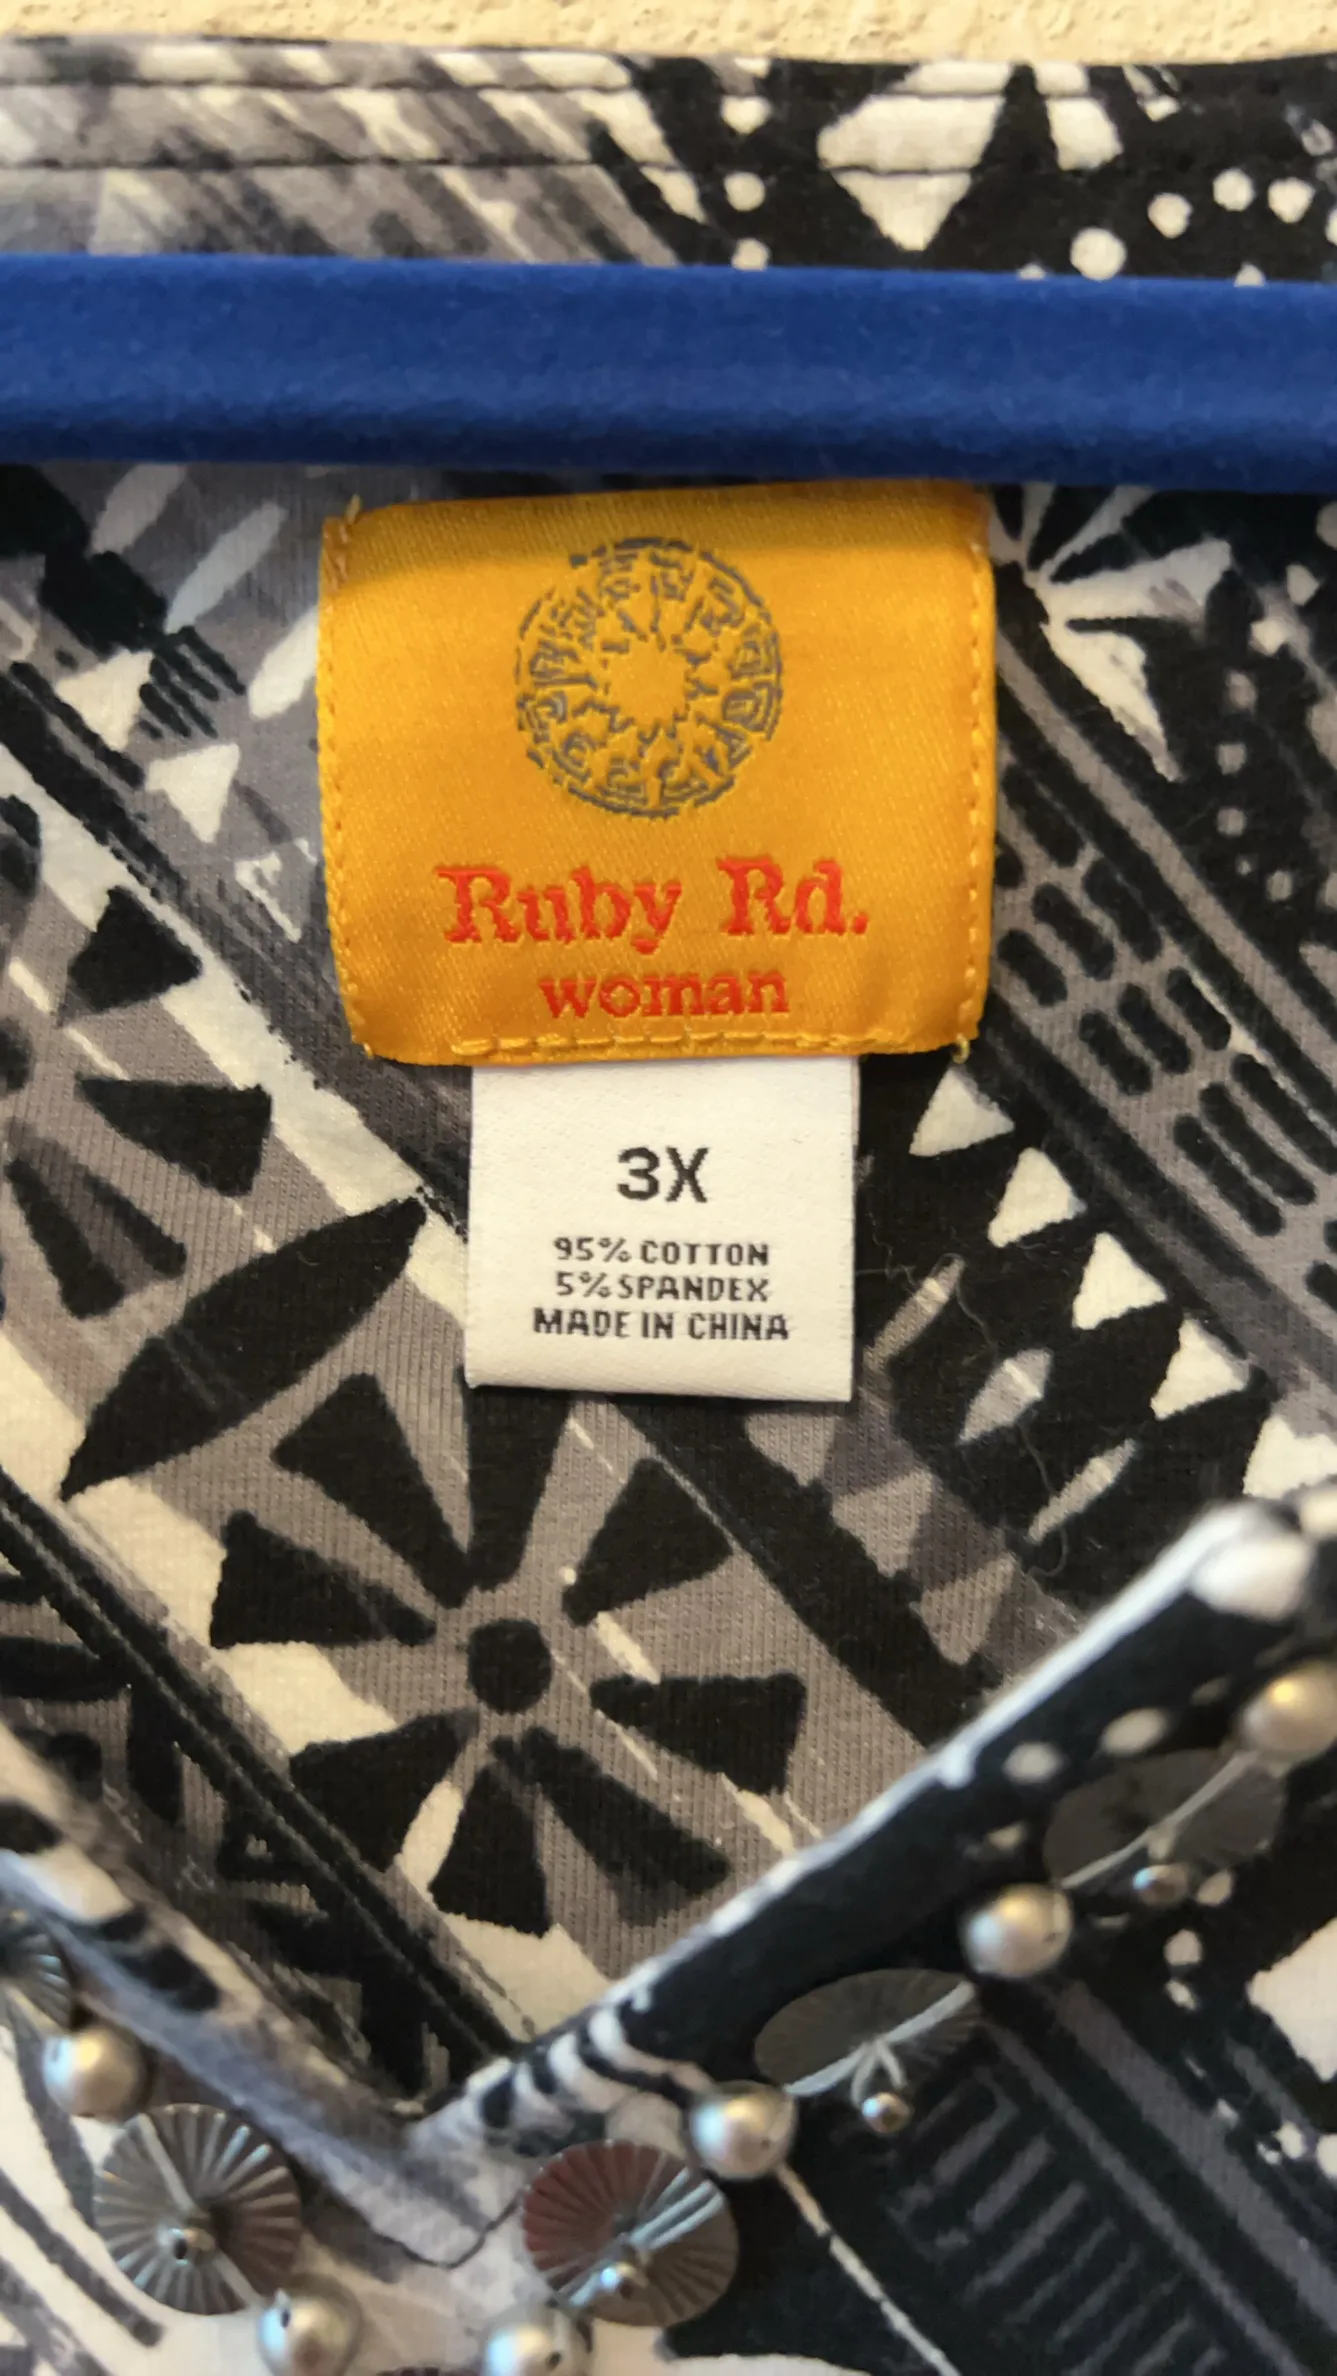 Ruby Rd.
woman
3X
95% COTTON
5% SPANDEX
MADE IN CHINA